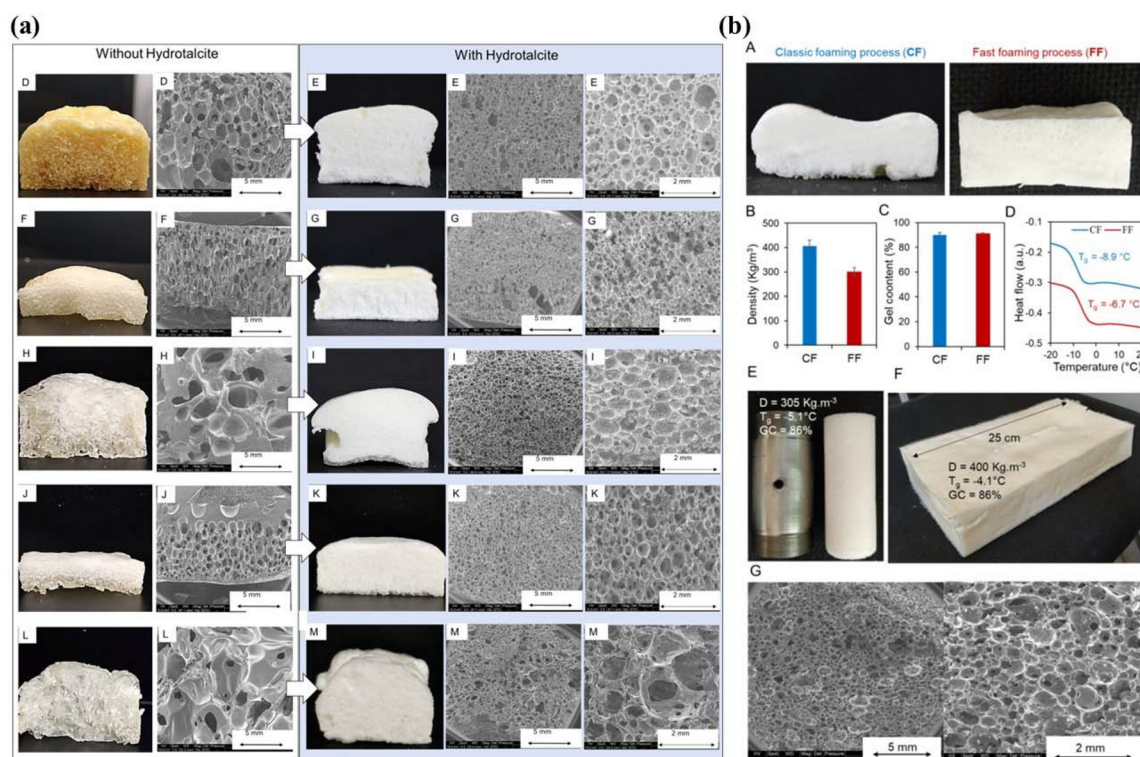 (a)
Without Hydrotalcite
With Hydrotalcite
D
D
5 mm
E
E
5 mm
E
2 mm
F
F
5 mm
G
G
5 mm
G
2 mm
H
H
5 mm
I
I
5 mm
I
2 mm
J
J
5 mm
K
K
5 mm
K
2 mm
L
L
5 mm
M
M
5 mm
M
2 mm
(b)
A
Classic foaming process (CF)
Fast foaming process (FF)
B
Density (Kg/m³)
500
400
300
200
100
0
CF
FF
C
Gel coontent (%)
100
80
60
40
20
0
CF
FF
D
Heat flow (a.u.)
-0.1
-0.2
-0.3
-0.4
-0.5
CF
FF
Tg = -8.9 °C
Tg = -6.7 °C
-20
-10
0
10
Temperature (°C)
E
D = 305 Kg.m⁻³
Tg = -5.1°C
GC = 86%
F
25 cm
D = 400 Kg.m⁻³
Tg = -4.1°C
GC = 86%
G
5 mm
2 mm